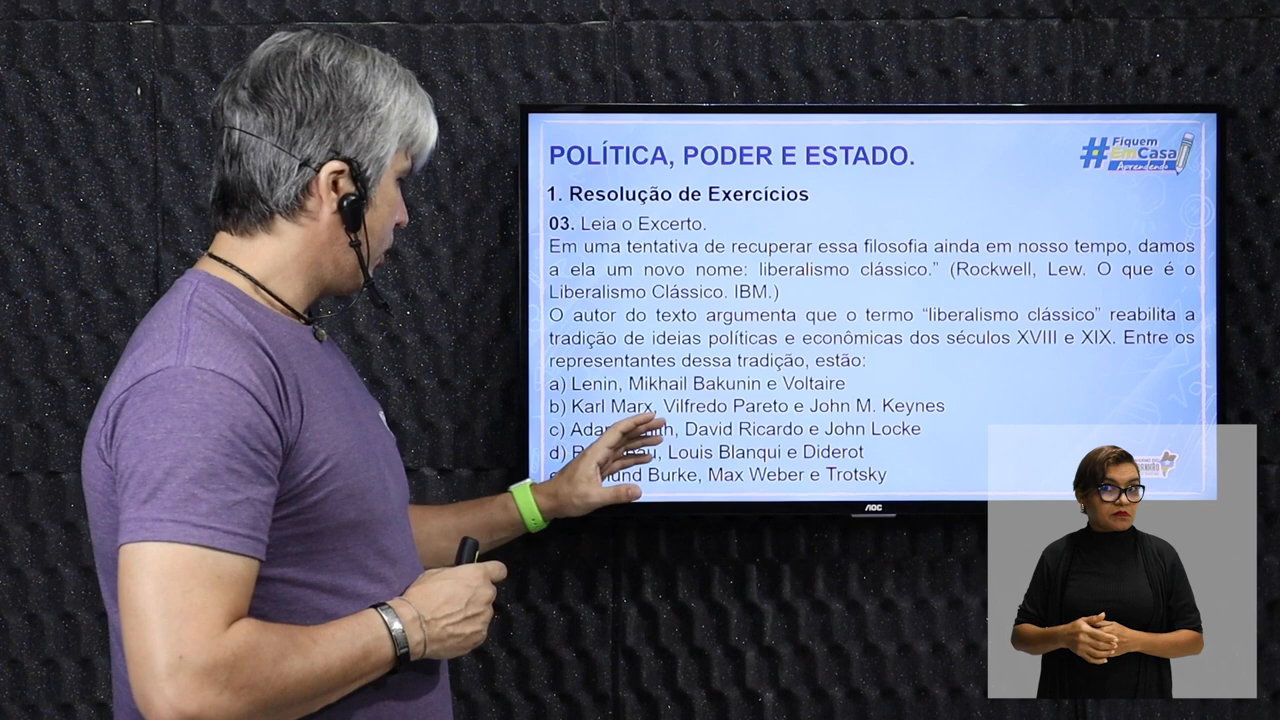 POLÍTICA, PODER E ESTADO.
#Fiquem
EmCasa
Aprendendo
1. Resolução de Exercícios
03. Leia o Excerto.
Em uma tentativa de recuperar essa filosofia ainda em nosso tempo, damos
a ela um novo nome: liberalismo clássico.” (Rockwell, Lew. O que é o
Liberalismo Clássico. IBM.)
O autor do texto argumenta que o termo “liberalismo clássico” reabilita a
tradição de ideias políticas e econômicas dos séculos XVIII e XIX. Entre os
representantes dessa tradição, estão:
a) Lenin, Mikhail Bakunin e Voltaire
b) Karl Marx, Vilfredo Pareto e John M. Keynes
c) David Ricardo e John Locke
d) Louis Blanqui e Diderot
Burke, Max Weber e Trotsky
AOC